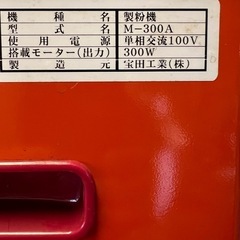 機種名 製粉機
型式名 M-300A
使用電源 単相交流100V
搭載モーター(出力) 300W
製造元 宝田工業(株)